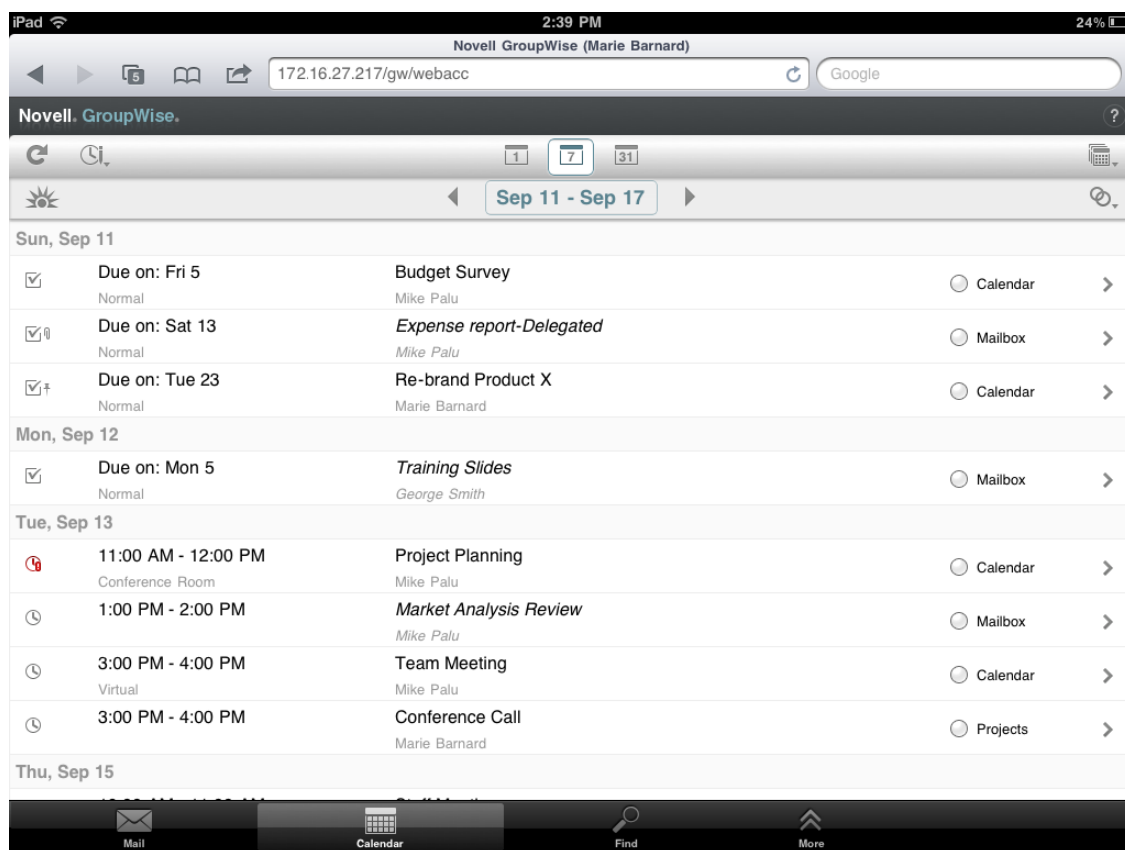 iPad 2:39 PM 24%
Novell GroupWise (Marie Barnard)
5 172.16.27.217/gw/webacc Google
Novell. GroupWise. ?
1 7 31
Sep 11 - Sep 17
Sun, Sep 11
Due on: Fri 5 Budget Survey Calendar
Normal Mike Palu
Due on: Sat 13 Expense report-Delegated Mailbox
Normal Mike Palu
Due on: Tue 23 Re-brand Product X Calendar
Normal Marie Barnard
Mon, Sep 12
Due on: Mon 5 Training Slides Mailbox
Normal George Smith
Tue, Sep 13
11:00 AM - 12:00 PM Project Planning Calendar
Conference Room Mike Palu
1:00 PM - 2:00 PM Market Analysis Review Mailbox
Mike Palu
3:00 PM - 4:00 PM Team Meeting Calendar
Virtual Mike Palu
3:00 PM - 4:00 PM Conference Call Projects
Marie Barnard
Thu, Sep 15
Mail Calendar Find More